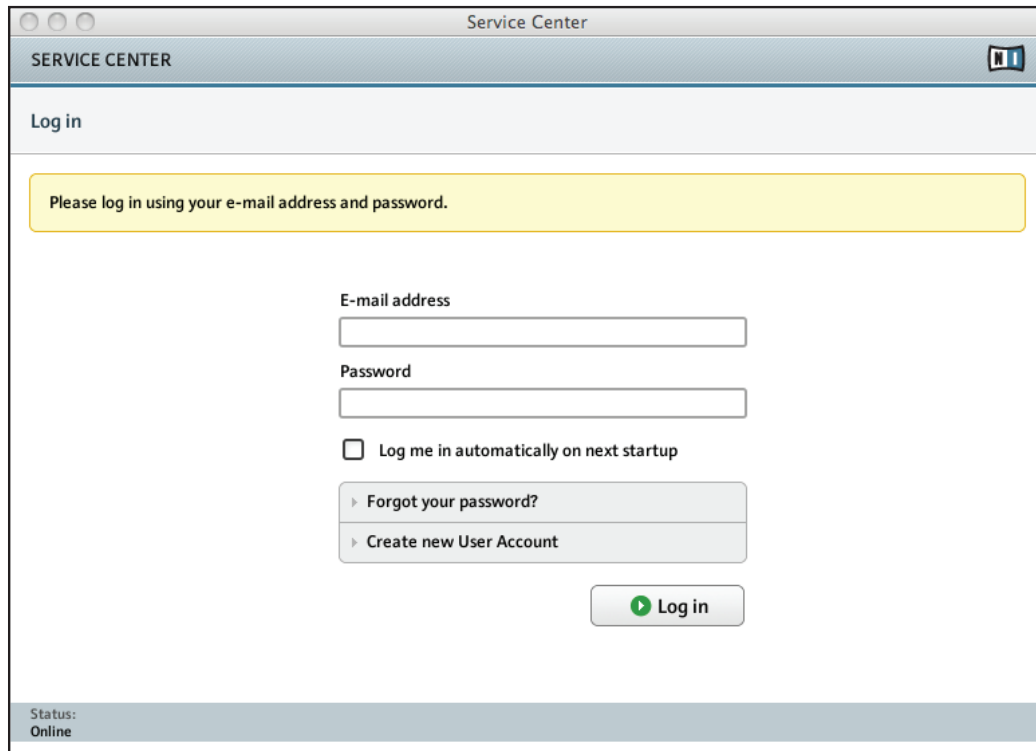 Service Center
SERVICE CENTER
NI
Log in
Please log in using your e-mail address and password.
E-mail address
Password
Log me in automatically on next startup
Forgot your password?
Create new User Account
Log in
Status:
Online